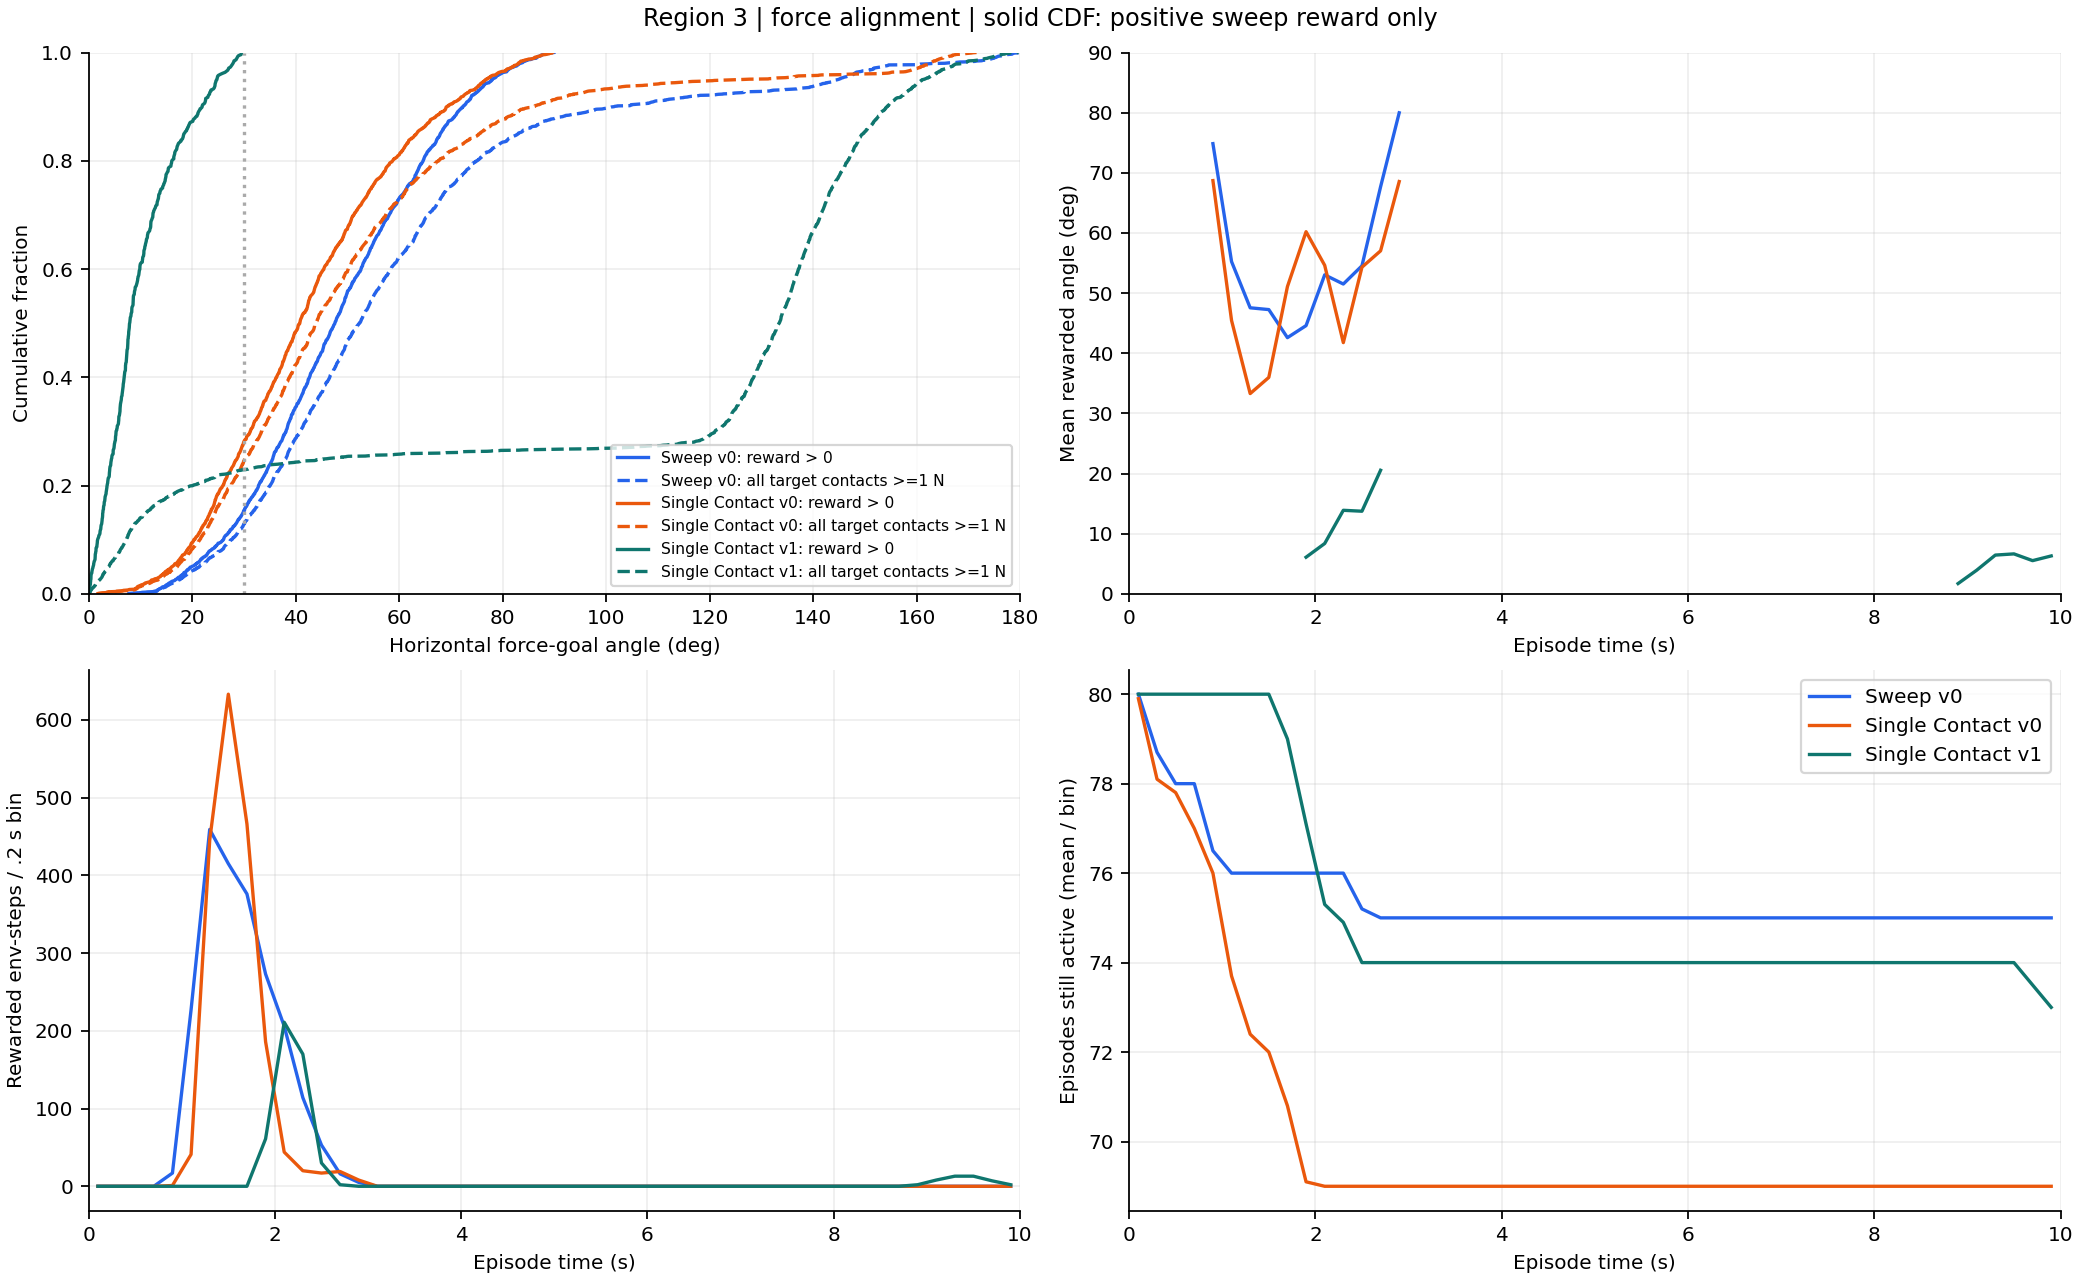 Region 3 | force alignment | solid CDF: positive sweep reward only
Cumulative fraction
1.0
0.8
0.6
0.4
0.2
0.0
0 20 40 60 80 100 120 140 160 180
Horizontal force-goal angle (deg)
Sweep v0: reward > 0
Sweep v0: all target contacts >=1 N
Single Contact v0: reward > 0
Single Contact v0: all target contacts >=1 N
Single Contact v1: reward > 0
Single Contact v1: all target contacts >=1 N
Mean rewarded angle (deg)
90
80
70
60
50
40
30
20
10
0
0 2 4 6 8 10
Episode time (s)
Rewarded env-steps / .2 s bin
600
500
400
300
200
100
0
0 2 4 6 8 10
Episode time (s)
Episodes still active (mean / bin)
80
78
76
74
72
70
0 2 4 6 8 10
Episode time (s)
Sweep v0
Single Contact v0
Single Contact v1